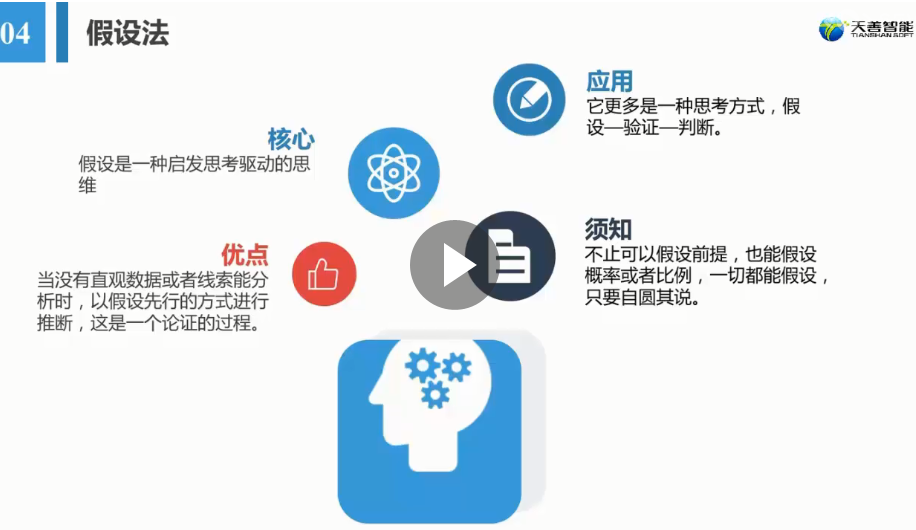 04
假设法
天善智能
TIANSHANSOFT
应用
它更多是一种思考方式，假
设—验证—判断。
核心
假设是一种启发思考驱动的思
维
须知
不止可以假设前提，也能假设
概率或者比例，一切都能假设，
只要自圆其说。
优点
当没有直观数据或者线索能分
析时，以假设先行的方式进行
推断，这是一个论证的过程。